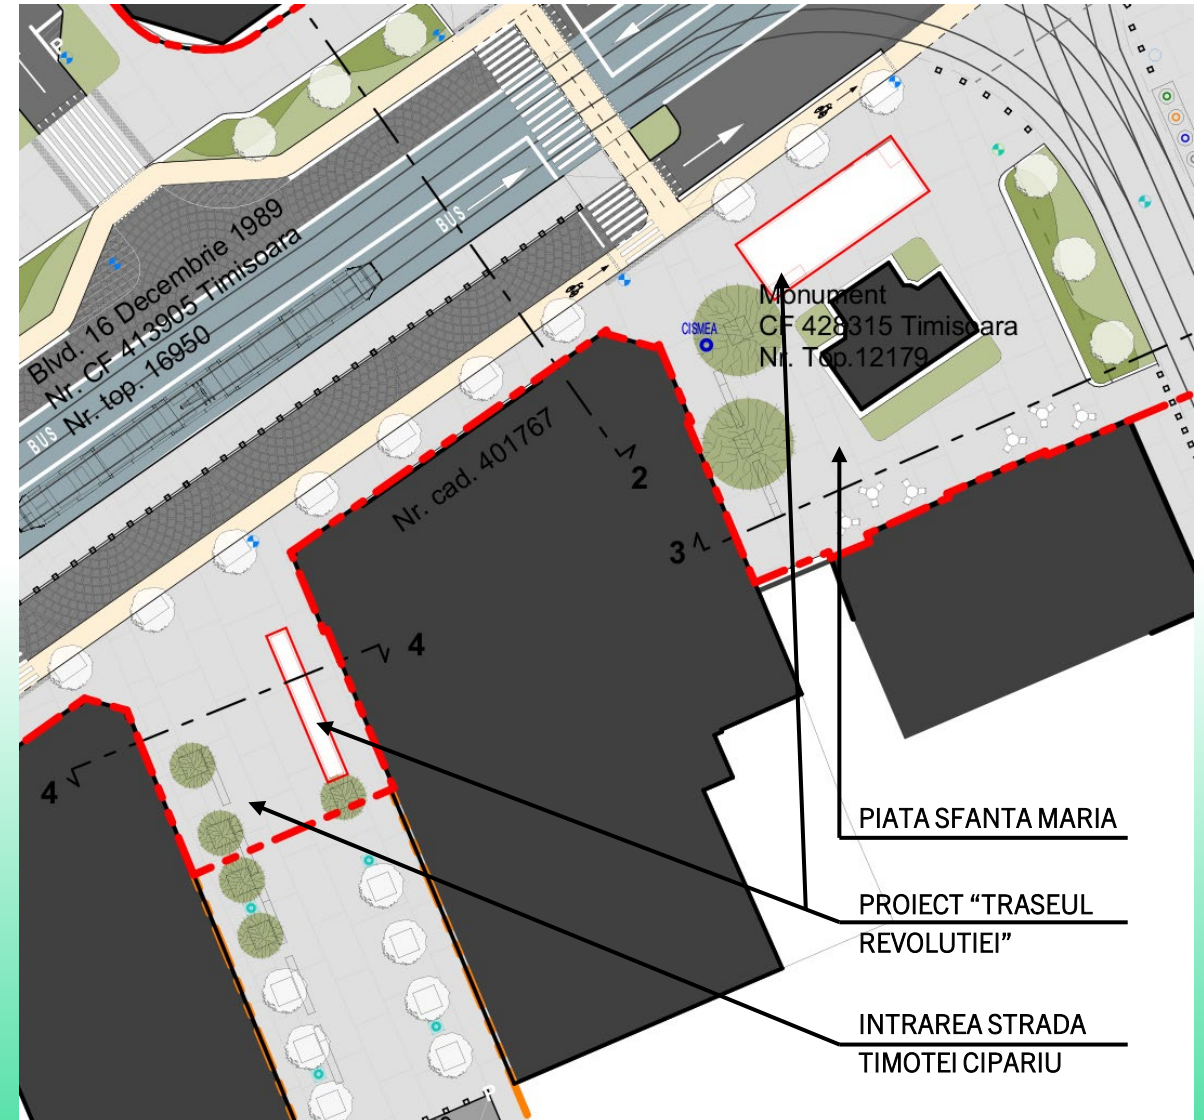 P
Blvd. 16 Decembrie 1989
Nr. CF 413905 Timisoara
Nr. top. 16950
BUS
BUS
CISMEA
Monument
CF 428315 Timisoara
Nr. Top.12179
Nr. cad. 401767
2
3
4
4
PIATA SFANTA MARIA
PROIECT “TRASEUL
REVOLUTIEI”
INTRAREA STRADA
TIMOTEI CIPARIU
P